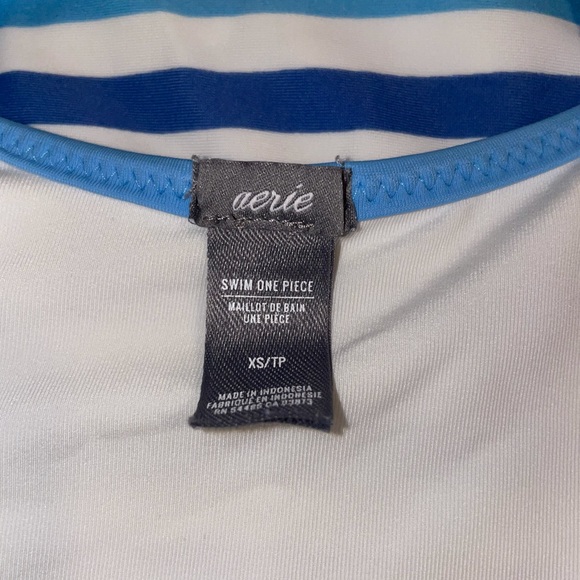 aerie
SWIM ONE PIECE
MAILLOT DE BAIN
UNE PIÈCE
XS/TP
MADE IN INDONESIA
FABRIQUÉ EN INDONÉSIE
RN 54485 CA 03873